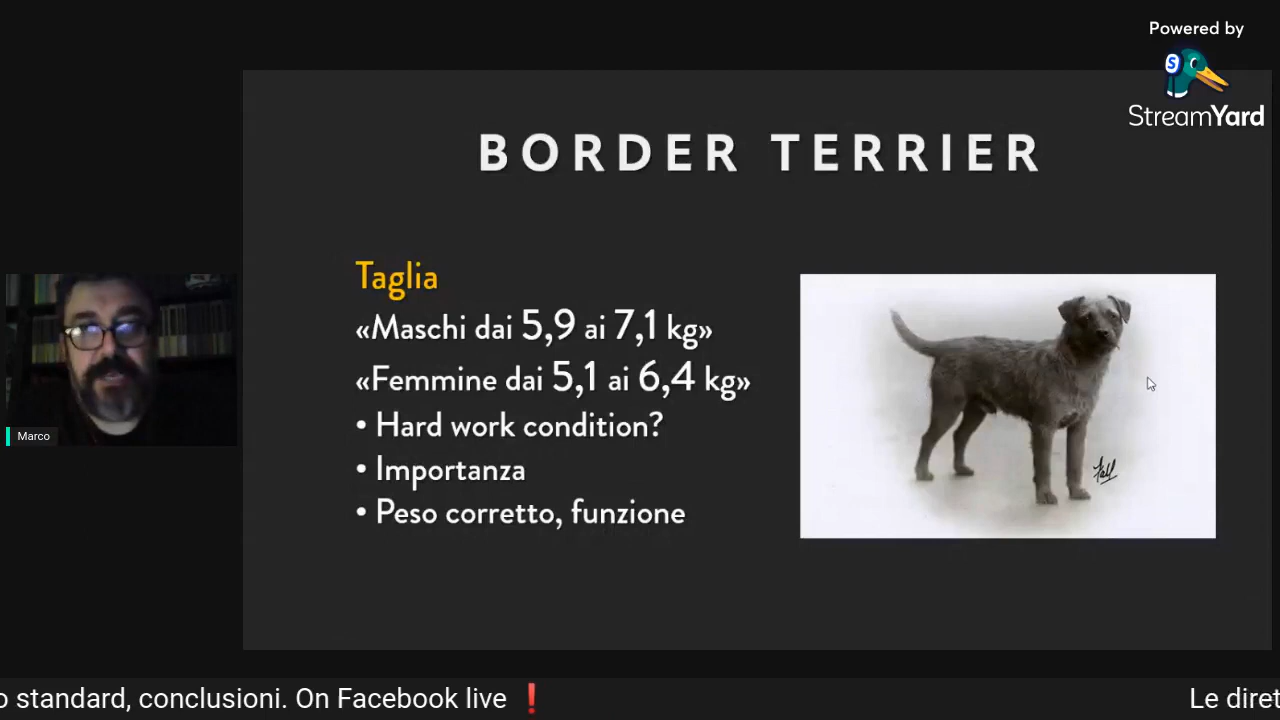 Powered by
StreamYard
BORDER TERRIER
Taglia
«Maschi dai 5,9 ai 7,1 kg»
«Femmine dai 5,1 ai 6,4 kg»
• Hard work condition?
• Importanza
• Peso corretto, funzione
Marco
o standard, conclusioni. On Facebook live ❗ Le diret